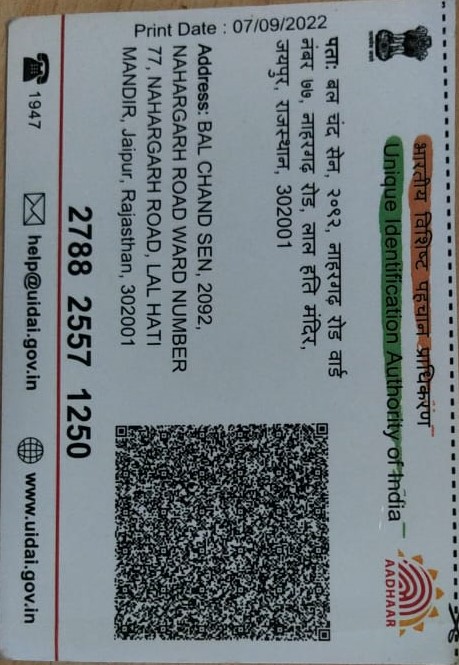 भारतीय विशिष्ट पहचान प्राधिकरण
Unique Identification Authority of India
AADHAAR
पता: बल चंद सेन, २०९२, नाहरगढ रोड वार्ड
नंबर ७७, नाहरगढ रोड, लाल हति मंदिर,
जयपुर, राजस्थान, 302001
Address: BAL CHAND SEN, 2092,
NAHARGARH ROAD WARD NUMBER
77, NAHARGARH ROAD, LAL HATI
MANDIR, Jaipur, Rajasthan, 302001
Print Date : 07/09/2022
2788 2557 1250
1947
help@uidai.gov.in
www.uidai.gov.in